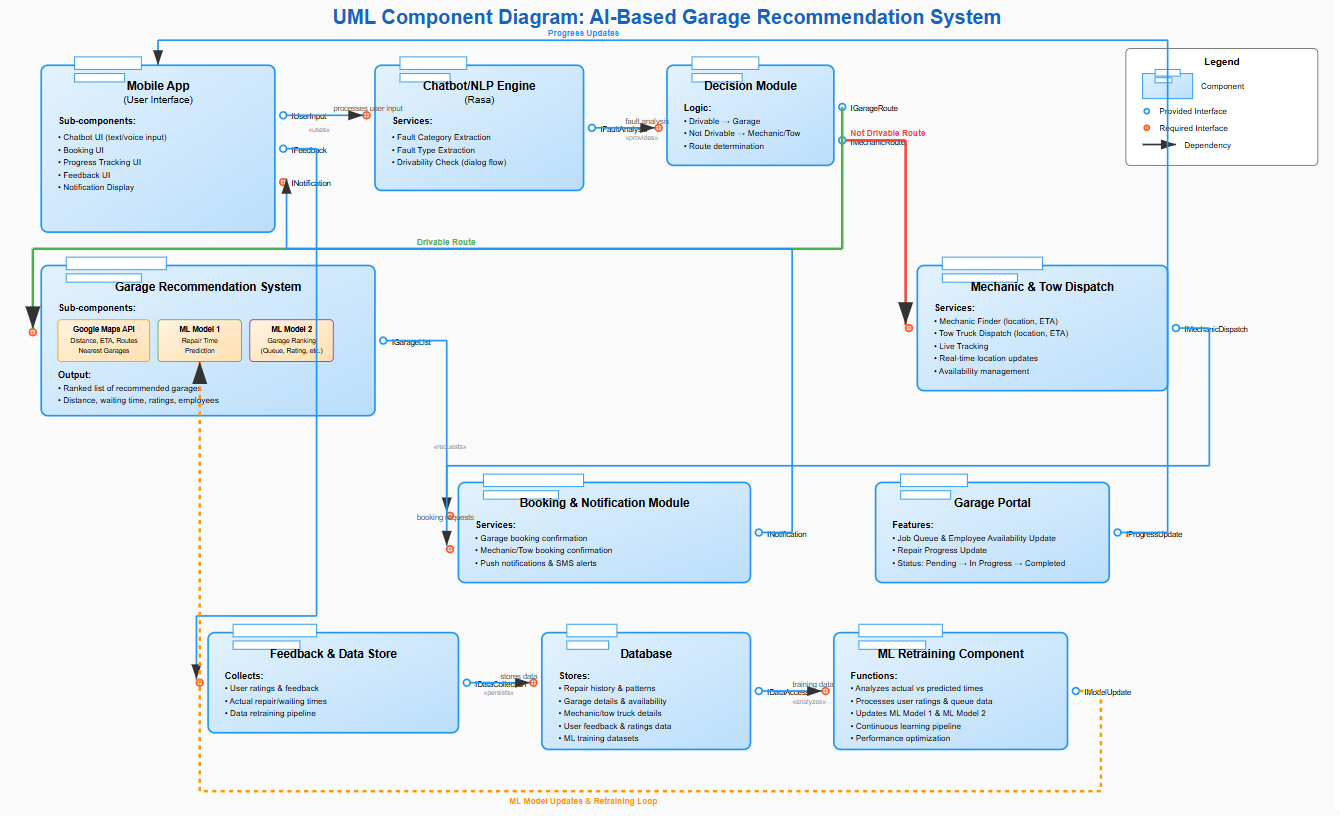 UML Component Diagram: AI-Based Garage Recommendation System
Progress Updates
Mobile App
(User Interface)
Sub-components:
• Chatbot UI (text/voice input)
• Booking UI
• Progress Tracking UI
• Feedback UI
• Notification Display
IUserInput
IFeedback
INotification
processes user input
«uses»
Chatbot/NLP Engine
(Rasa)
Services:
• Fault Category Extraction
• Fault Type Extraction
• Drivability Check (dialog flow)
IFaultAnalysis
fault analysis
«provides»
Decision Module
Logic:
• Drivable → Garage
• Not Drivable → Mechanic/Tow
• Route determination
IGarageRoute
Not Drivable Route
IMechanicRoute
Legend
Component
Provided Interface
Required Interface
Dependency
Drivable Route
Garage Recommendation System
Sub-components:
Google Maps API
Distance, ETA, Routes
Nearest Garages
ML Model 1
Repair Time
Prediction
ML Model 2
Garage Ranking
(Queue, Rating, etc.)
Output:
• Ranked list of recommended garages
• Distance, waiting time, ratings, employees
IGarageList
Mechanic & Tow Dispatch
Services:
• Mechanic Finder (location, ETA)
• Tow Truck Dispatch (location, ETA)
• Live Tracking
• Real-time location updates
• Availability management
IMechanicDispatch
«requests»
booking requests
Booking & Notification Module
Services:
• Garage booking confirmation
• Mechanic/Tow booking confirmation
• Push notifications & SMS alerts
INotification
Garage Portal
Features:
• Job Queue & Employee Availability Update
• Repair Progress Update
• Status: Pending → In Progress → Completed
IProgressUpdate
Feedback & Data Store
Collects:
• User ratings & feedback
• Actual repair/waiting times
• Data retraining pipeline
stores data
IDataCollection
«persists»
Database
Stores:
• Repair history & patterns
• Garage details & availability
• Mechanic/tow truck details
• User feedback & ratings data
• ML training datasets
training data
IDataAccess
«analyzes»
ML Retraining Component
Functions:
• Analyzes actual vs predicted times
• Processes user ratings & queue data
• Updates ML Model 1 & ML Model 2
• Continuous learning pipeline
• Performance optimization
IModelUpdate
ML Model Updates & Retraining Loop